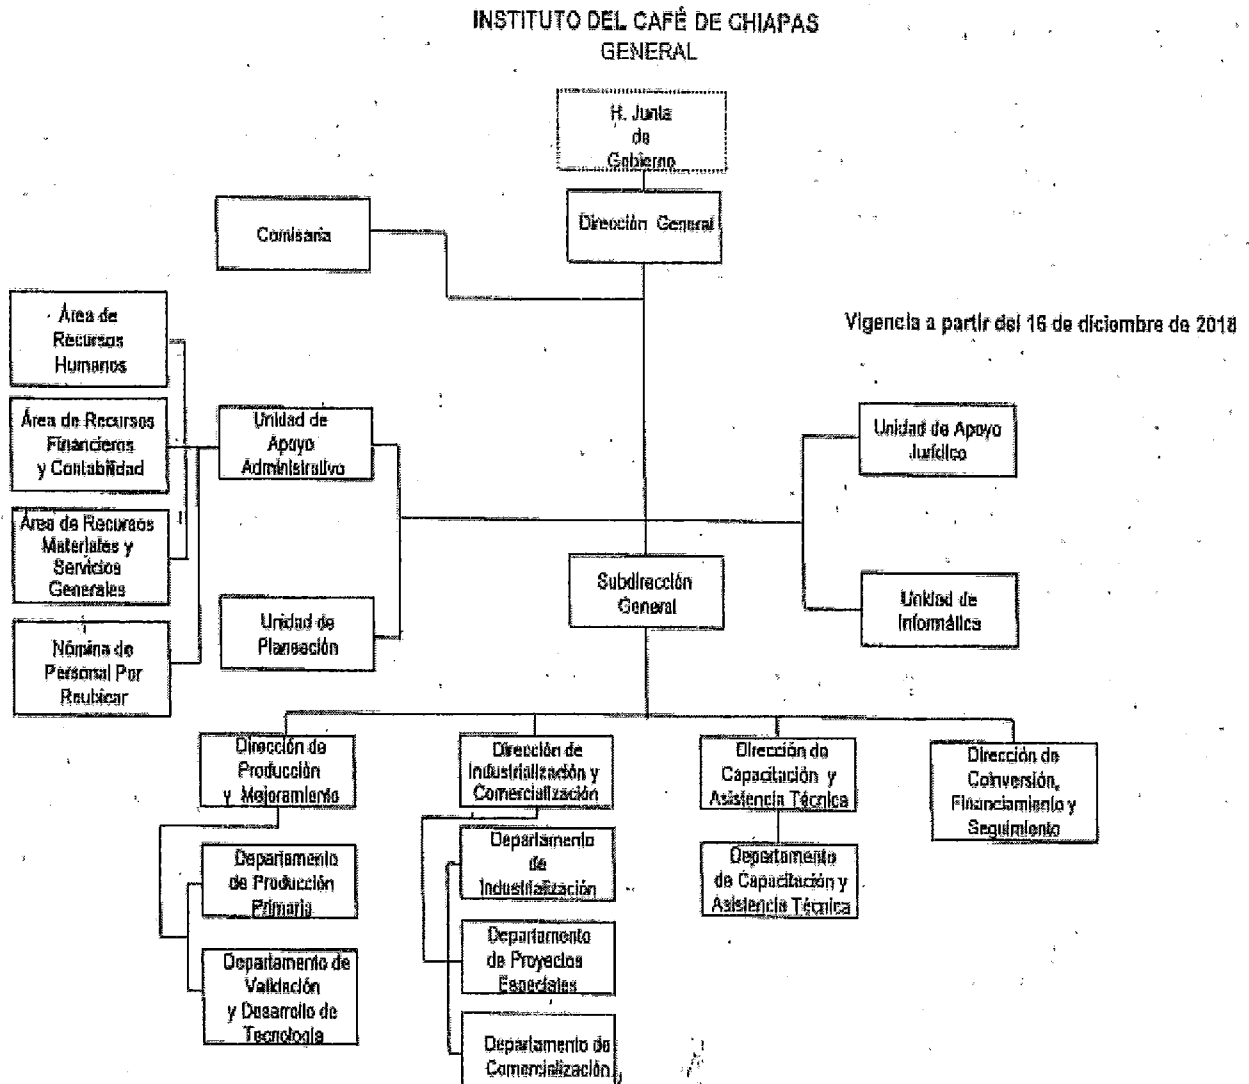 INSTITUTO DEL CAFÉ DE CHIAPAS
GENERAL
H. Junta
de
Gobierno
Dirección General
Comisaría
Vigencia a partir del 16 de diciembre de 2018
Área de
Recursos
Humanos
Área de Recursos
Financieros
y Contabilidad
Área de Recursos
Materiales y
Servicios
Generales
Nómina de
Personal Por
Reubicar
Unidad de
Apoyo
Administrativo
Unidad de
Planeación
Unidad de Apoyo
Jurídico
Unidad de
Informática
Subdirección
General
Dirección de
Producción
y Mejoramiento
Departamento
de Producción
Primaria
Departamento de
Validación
y Desarrollo de
Tecnología
Dirección de
Industrialización y
Comercialización
Departamento
de
Industrialización
Departamento
de Proyectos
Especiales
Departamento de
Comercialización
Dirección de
Capacitación y
Asistencia Técnica
Departamento
de Capacitación y
Asistencia Técnica
Dirección de
Coinversión,
Financiamiento y
Seguimiento